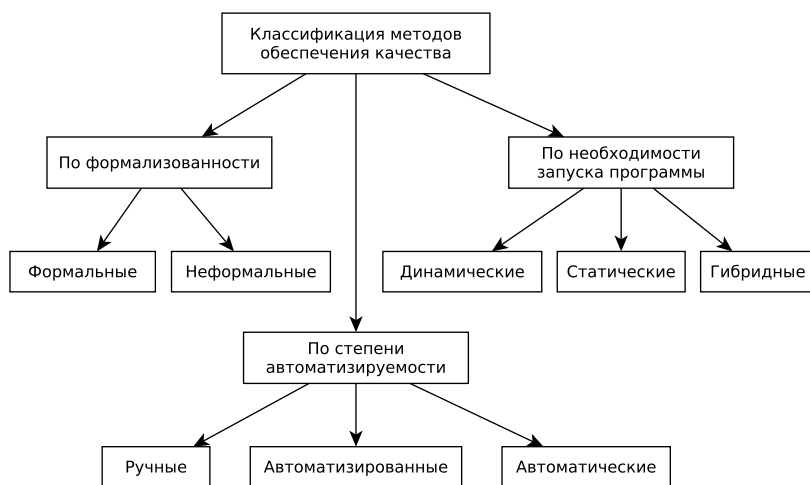 Классификация методов
обеспечения качества
По формализованности
По необходимости
запуска программы
Формальные
Неформальные
Динамические
Статические
Гибридные
По степени
автоматизируемости
Ручные
Автоматизированные
Автоматические